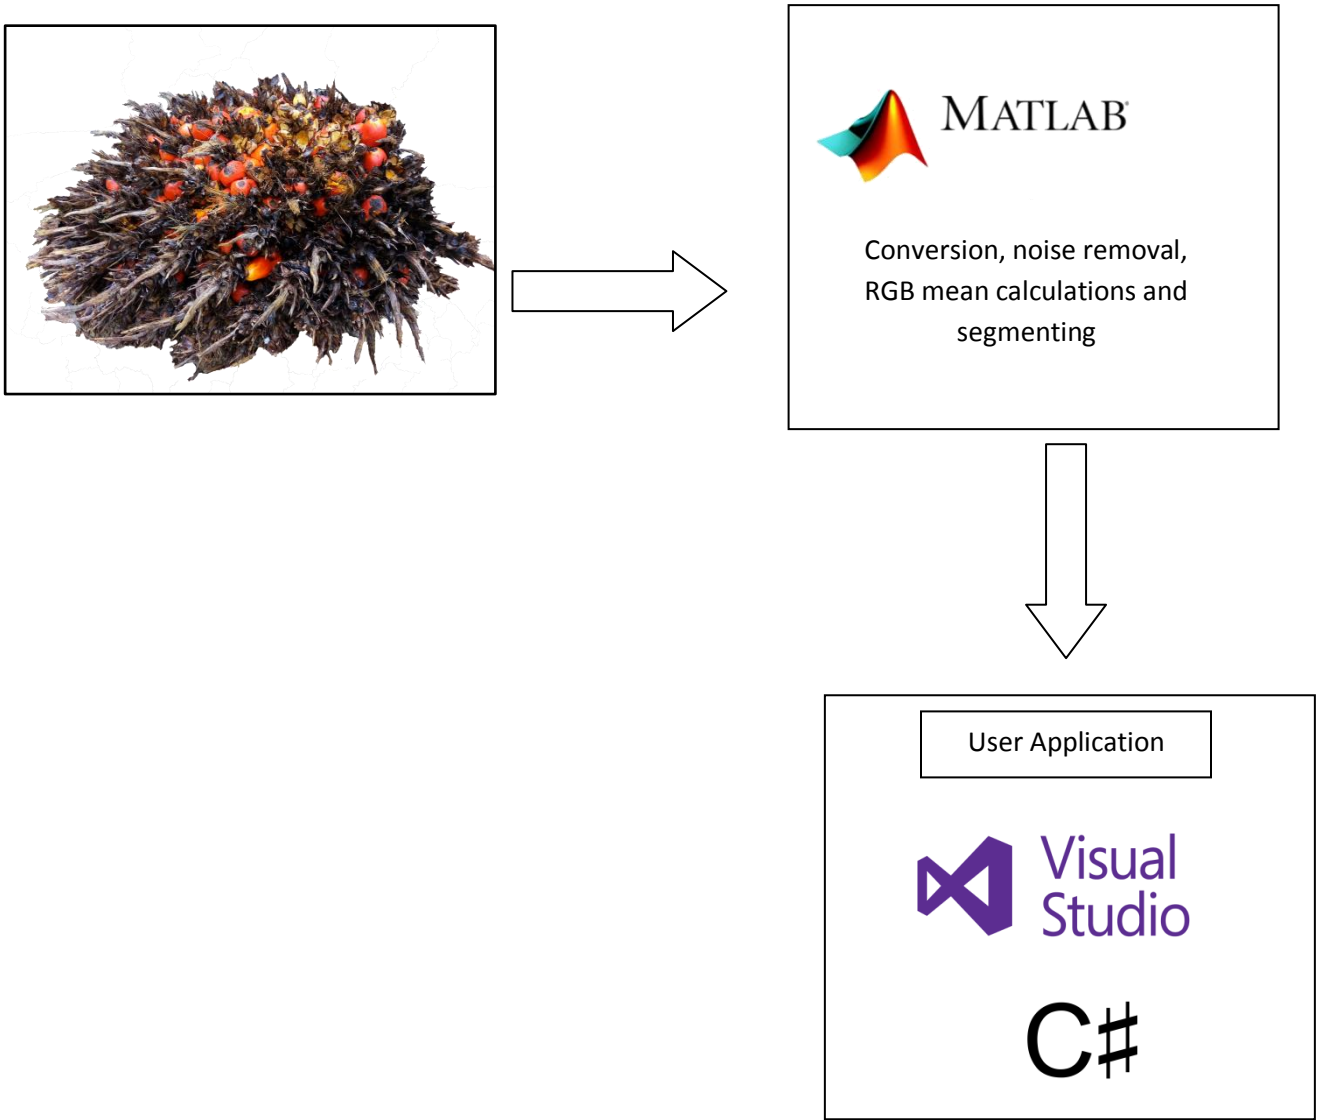 MATLAB®
Conversion, noise removal,
RGB mean calculations and
segmenting
User Application
Visual
Studio
C#